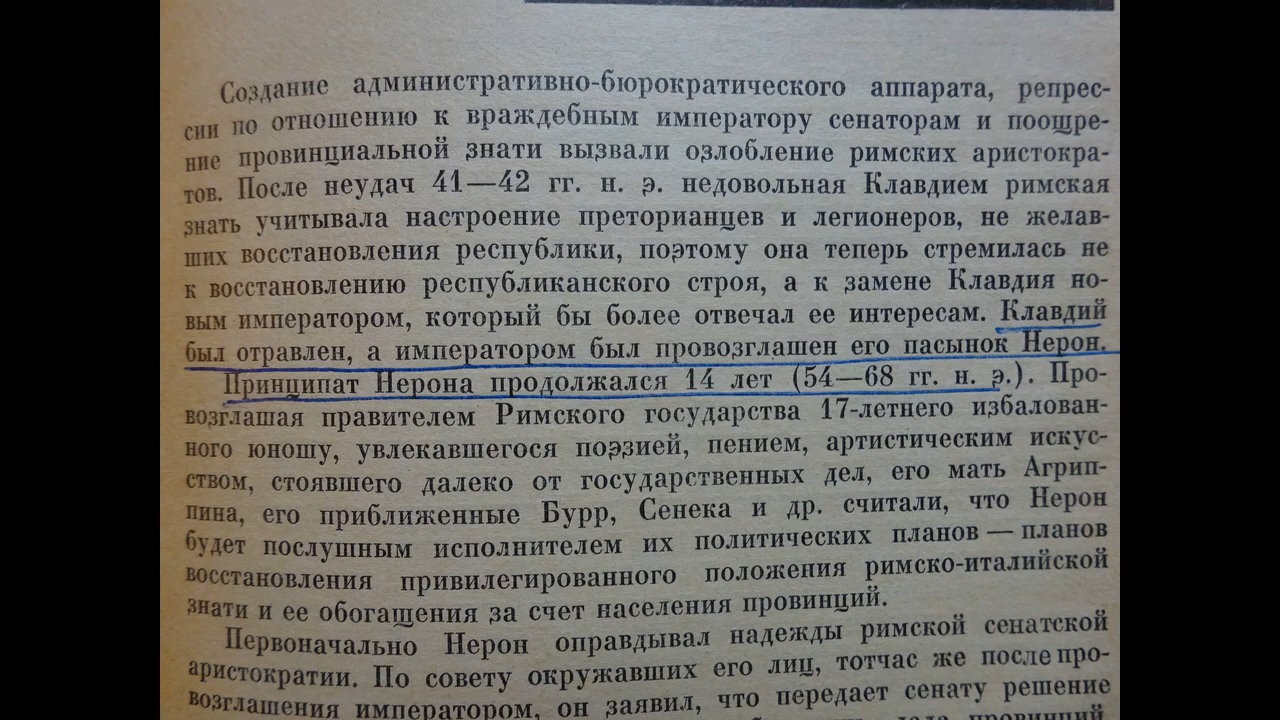 Создание административно-бюрократического аппарата, репрес-
сии по отношению к враждебным императору сенаторам и поощре-
ние провинциальной знати вызвали озлобление римских аристокра-
тов. После неудач 41—42 гг. н. э. недовольная Клавдием римская
знать учитывала настроение преторианцев и легионеров, не желав-
ших восстановления республики, поэтому она теперь стремилась не
к восстановлению республиканского строя, а к замене Клавдия но-
вым императором, который бы более отвечал ее интересам. Клавдий
был отравлен, а императором был провозглашен его пасынок Нерон.
Принципат Нерона продолжался 14 лет (54—68 гг. н. э.). Про-
возглашая правителем Римского государства 17-летнего избалован-
ного юношу, увлекавшегося поэзией, пением, артистическим искус-
ством, стоявшего далеко от государственных дел, его мать Агрип-
пина, его приближенные Бурр, Сенека и др. считали, что Нерон
будет послушным исполнителем их политических планов — планов
восстановления привилегированного положения римско-италийской
знати и ее обогащения за счет населения провинций.
Первоначально Нерон оправдывал надежды римской сенатской
аристократии. По совету окружавших его лиц, тотчас же после про-
возглашения императором, он заявил, что передает сенату решение
дела провинций